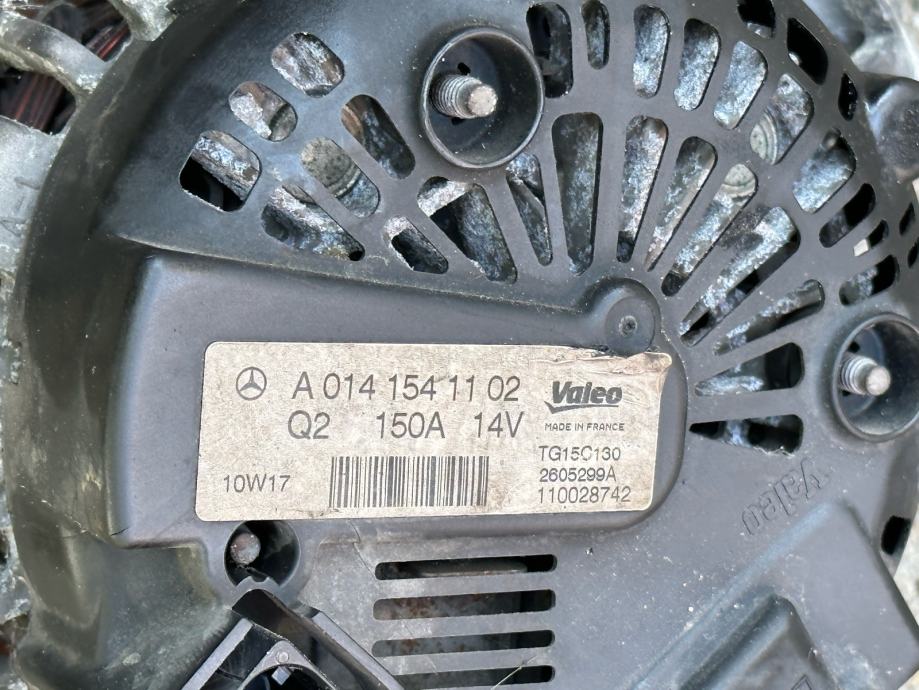 A 014 154 11 02
Q2 150A 14V
10W17
Valeo
MADE IN FRANCE
TG15C130
2605299A
110028742
Valeo